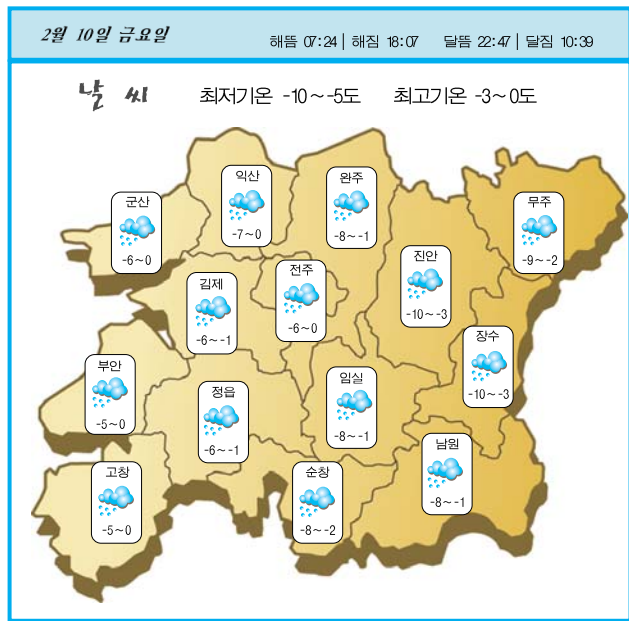 2월 10일 금요일
해뜸 07:24 | 해짐 18:07 달뜸 22:47 | 달짐 10:39
날 씨 최저기온 -10～-5도 최고기온 -3～0도
익산
-7～0
완주
-8～-1
군산
-6～0
무주
-9～-2
진안
-10～-3
전주
-6～0
김제
-6～-1
장수
-10～-3
부안
-5～0
임실
-8～-1
정읍
-6～-1
남원
-8～-1
고창
-5～0
순창
-8～-2